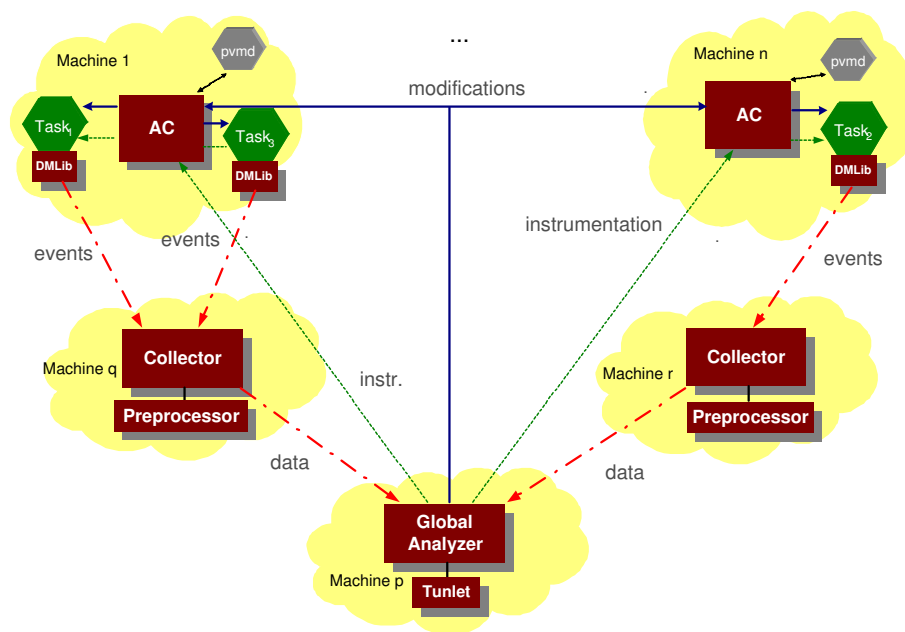 ...
Machine 1
pvmd
Machine n
pvmd
modifications
Task1
AC
Task3
AC
Task2
DMLib
DMLib
DMLib
instrumentation
events
events
events
Machine q
Collector
Preprocessor
instr.
Machine r
Collector
Preprocessor
data
data
Global
Analyzer
Machine p
Tunlet